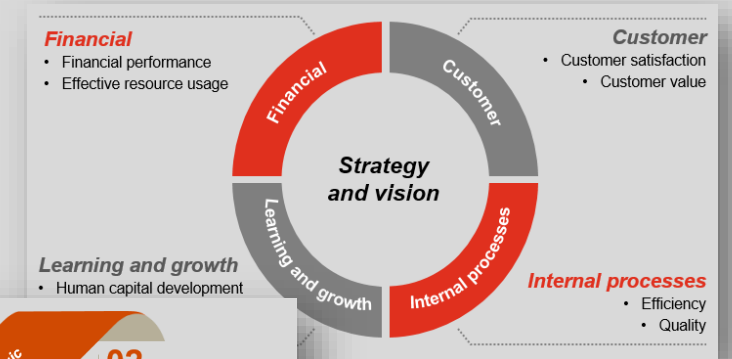 Financial
• Financial performance
• Effective resource usage
Customer
• Customer satisfaction
• Customer value
Financial
Customer
Strategy
and vision
Learning and growth
Internal processes
Learning and growth
• Human capital development
Internal processes
• Efficiency
• Quality